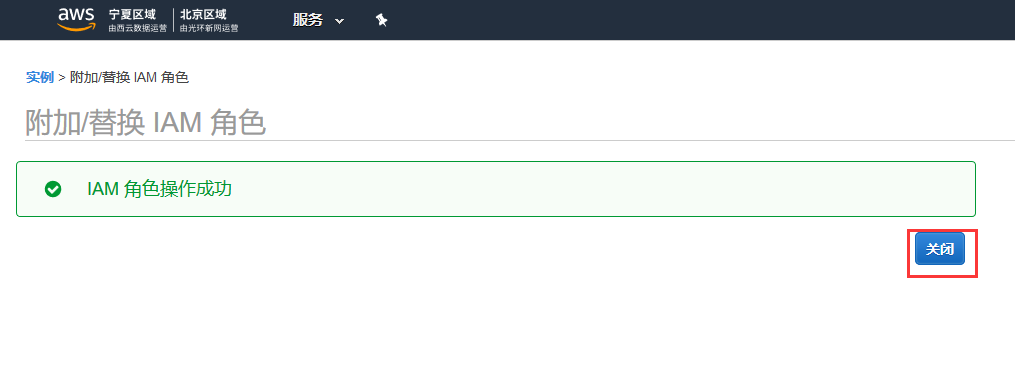 aws 宁夏区域 北京区域 服务
由西云数据运营 由光环新网运营
实例 > 附加/替换 IAM 角色
附加/替换 IAM 角色
IAM 角色操作成功
关闭